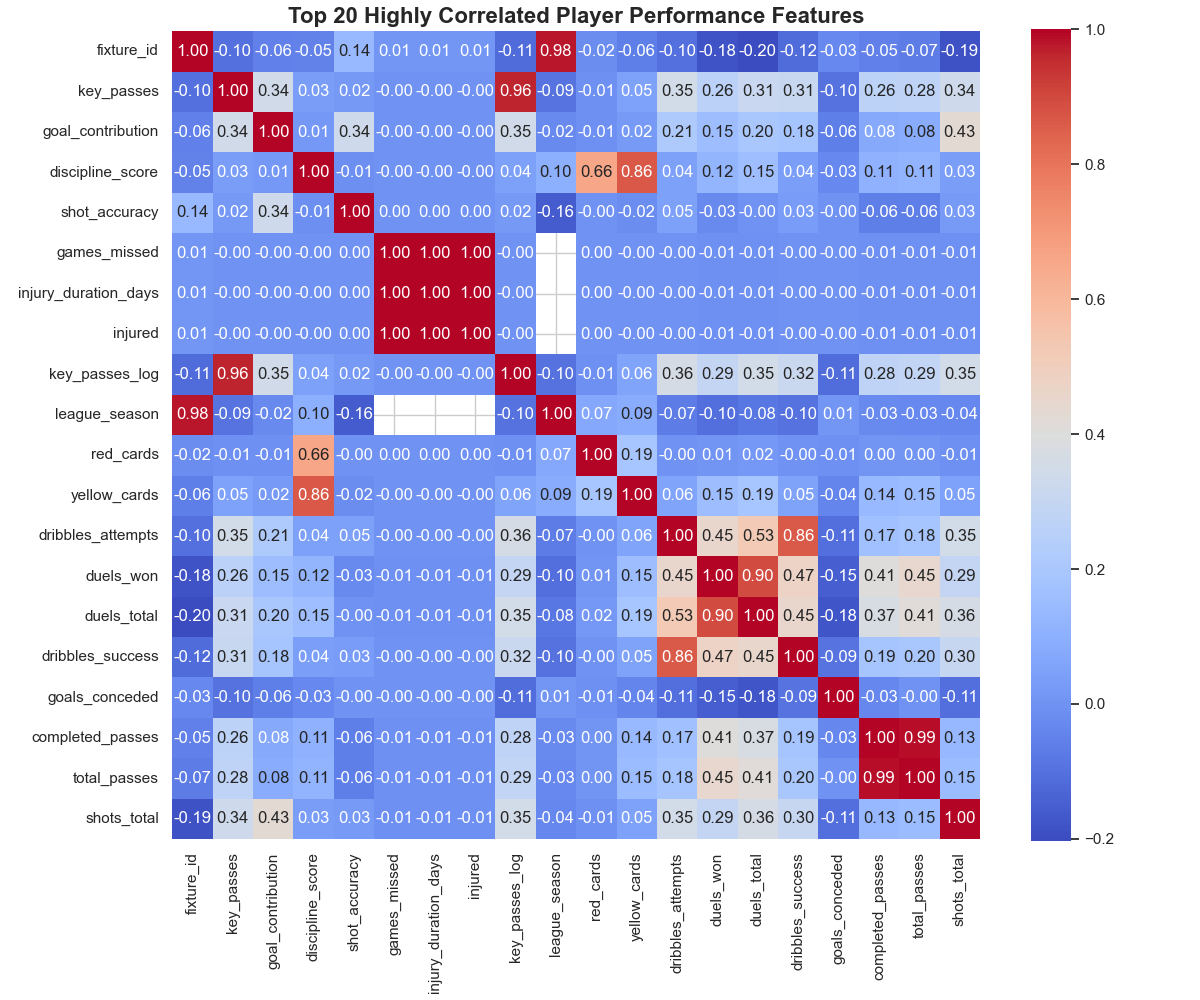 Top 20 Highly Correlated Player Performance Features
fixture_id 1.00 -0.10 -0.06 -0.05 0.14 0.01 0.01 0.01 -0.11 0.98 -0.02 -0.06 -0.10 -0.18 -0.20 -0.12 -0.03 -0.05 -0.07 -0.19
key_passes -0.10 1.00 0.34 0.03 0.02 -0.00 -0.00 -0.00 0.96 -0.09 -0.01 0.05 0.35 0.26 0.31 0.31 -0.10 0.26 0.28 0.34
goal_contribution -0.06 0.34 1.00 0.01 0.34 -0.00 -0.00 -0.00 0.35 -0.02 -0.01 0.02 0.21 0.15 0.20 0.18 -0.06 0.08 0.08 0.43
discipline_score -0.05 0.03 0.01 1.00 -0.01 -0.00 -0.00 -0.00 0.04 0.10 0.66 0.86 0.04 0.12 0.15 0.04 -0.03 0.11 0.11 0.03
shot_accuracy 0.14 0.02 0.34 -0.01 1.00 0.00 0.00 0.00 0.02 -0.16 -0.00 -0.02 0.05 -0.03 -0.00 0.03 -0.00 -0.06 -0.06 0.03
games_missed 0.01 -0.00 -0.00 -0.00 0.00 1.00 1.00 1.00 -0.00 0.00 -0.00 -0.00 -0.01 -0.01 -0.00 -0.00 -0.01 -0.01 -0.01
injury_duration_days 0.01 -0.00 -0.00 -0.00 0.00 1.00 1.00 1.00 -0.00 0.00 -0.00 -0.00 -0.01 -0.01 -0.00 -0.00 -0.01 -0.01 -0.01
injured 0.01 -0.00 -0.00 -0.00 0.00 1.00 1.00 1.00 -0.00 0.00 -0.00 -0.00 -0.01 -0.01 -0.00 -0.00 -0.01 -0.01 -0.01
key_passes_log -0.11 0.96 0.35 0.04 0.02 -0.00 -0.00 -0.00 1.00 -0.10 -0.01 0.06 0.36 0.29 0.35 0.32 -0.11 0.28 0.29 0.35
league_season 0.98 -0.09 -0.02 0.10 -0.16 -0.10 1.00 0.07 0.09 -0.07 -0.10 -0.08 -0.10 0.01 -0.03 -0.03 -0.04
red_cards -0.02 -0.01 -0.01 0.66 -0.00 0.00 0.00 0.00 -0.01 0.07 1.00 0.19 -0.00 0.01 0.02 -0.00 -0.01 0.00 0.00 -0.01
yellow_cards -0.06 0.05 0.02 0.86 -0.02 -0.00 -0.00 -0.00 0.06 0.09 0.19 1.00 0.06 0.15 0.19 0.05 -0.04 0.14 0.15 0.05
dribbles_attempts -0.10 0.35 0.21 0.04 0.05 -0.00 -0.00 -0.00 0.36 -0.07 -0.00 0.06 1.00 0.45 0.53 0.86 -0.11 0.17 0.18 0.35
duels_won -0.18 0.26 0.15 0.12 -0.03 -0.01 -0.01 -0.01 0.29 -0.10 0.01 0.15 0.45 1.00 0.90 0.47 -0.15 0.41 0.45 0.29
duels_total -0.20 0.31 0.20 0.15 -0.00 -0.01 -0.01 -0.01 0.35 -0.08 0.02 0.19 0.53 0.90 1.00 0.45 -0.18 0.37 0.41 0.36
dribbles_success -0.12 0.31 0.18 0.04 0.03 -0.00 -0.00 -0.00 0.32 -0.10 -0.00 0.05 0.86 0.47 0.45 1.00 -0.09 0.19 0.20 0.30
goals_conceded -0.03 -0.10 -0.06 -0.03 -0.00 -0.00 -0.00 -0.00 -0.11 0.01 -0.01 -0.04 -0.11 -0.15 -0.18 -0.09 1.00 -0.03 -0.00 -0.11
completed_passes -0.05 0.26 0.08 0.11 -0.06 -0.01 -0.01 -0.01 0.28 -0.03 0.00 0.14 0.17 0.41 0.37 0.19 -0.03 1.00 0.99 0.13
total_passes -0.07 0.28 0.08 0.11 -0.06 -0.01 -0.01 -0.01 0.29 -0.03 0.00 0.15 0.18 0.45 0.41 0.20 -0.00 0.99 1.00 0.15
shots_total -0.19 0.34 0.43 0.03 0.03 -0.01 -0.01 -0.01 0.35 -0.04 -0.01 0.05 0.35 0.29 0.36 0.30 -0.11 0.13 0.15 1.00
fixture_id
key_passes
goal_contribution
discipline_score
shot_accuracy
games_missed
injury_duration_days
injured
key_passes_log
league_season
red_cards
yellow_cards
dribbles_attempts
duels_won
duels_total
dribbles_success
goals_conceded
completed_passes
total_passes
shots_total
1.0
0.8
0.6
0.4
0.2
0.0
−0.2